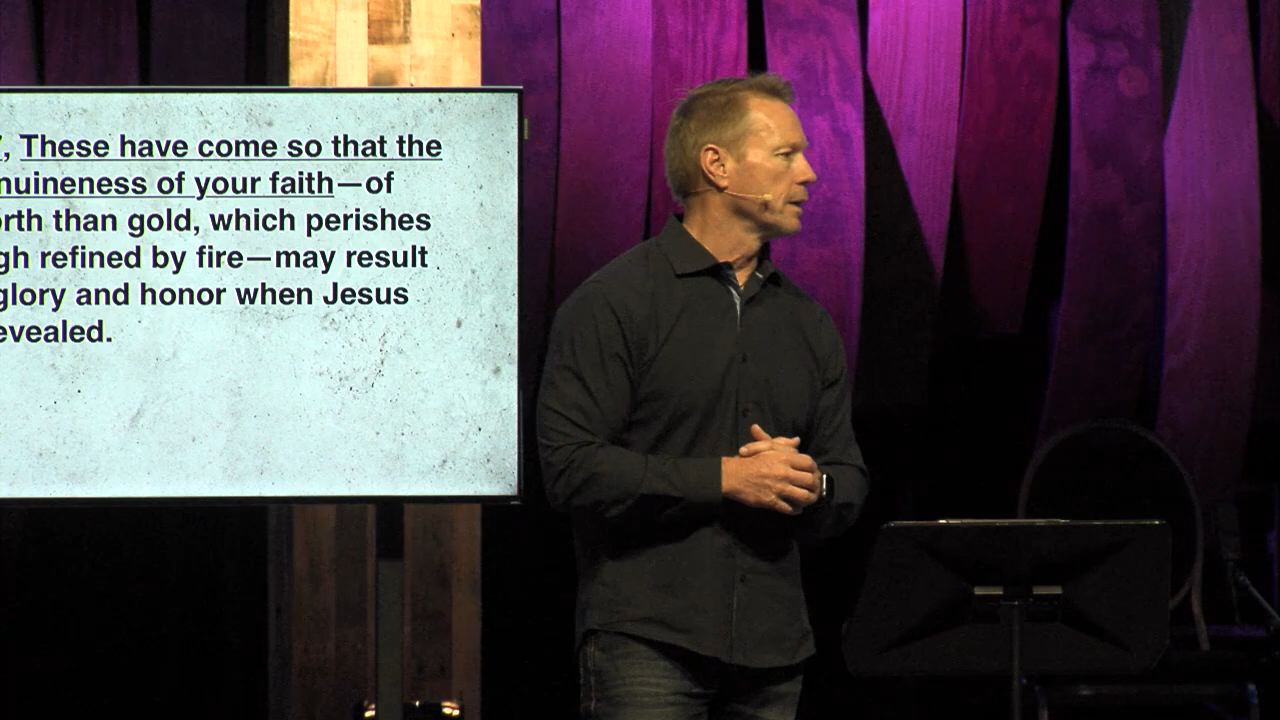 7, These have come so that the
nuineness of your faith—of
orth than gold, which perishes
gh refined by fire—may result
glory and honor when Jesus
evealed.